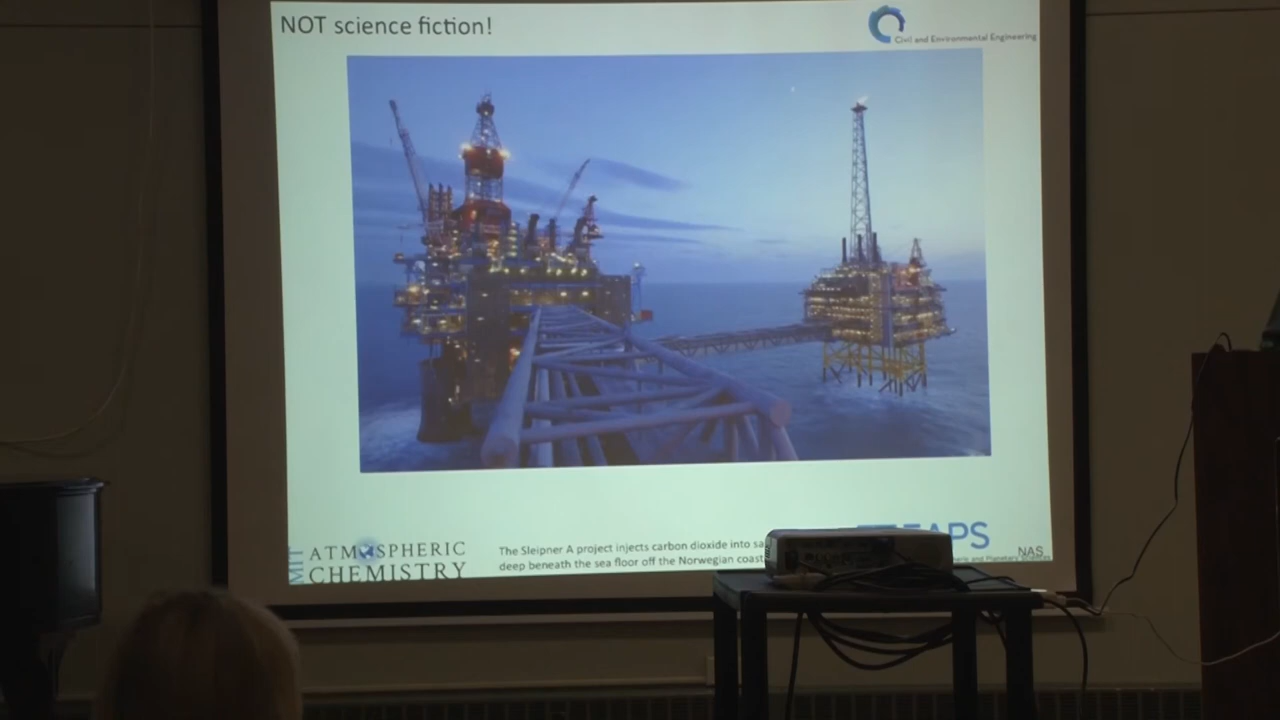 NOT science fiction!
Civil and Environmental Engineering
MIT
ATMOSPHERIC
CHEMISTRY
The Sleipner A project injects carbon dioxide into
deep beneath the sea floor off the Norwegian coast
EAPS
NAS